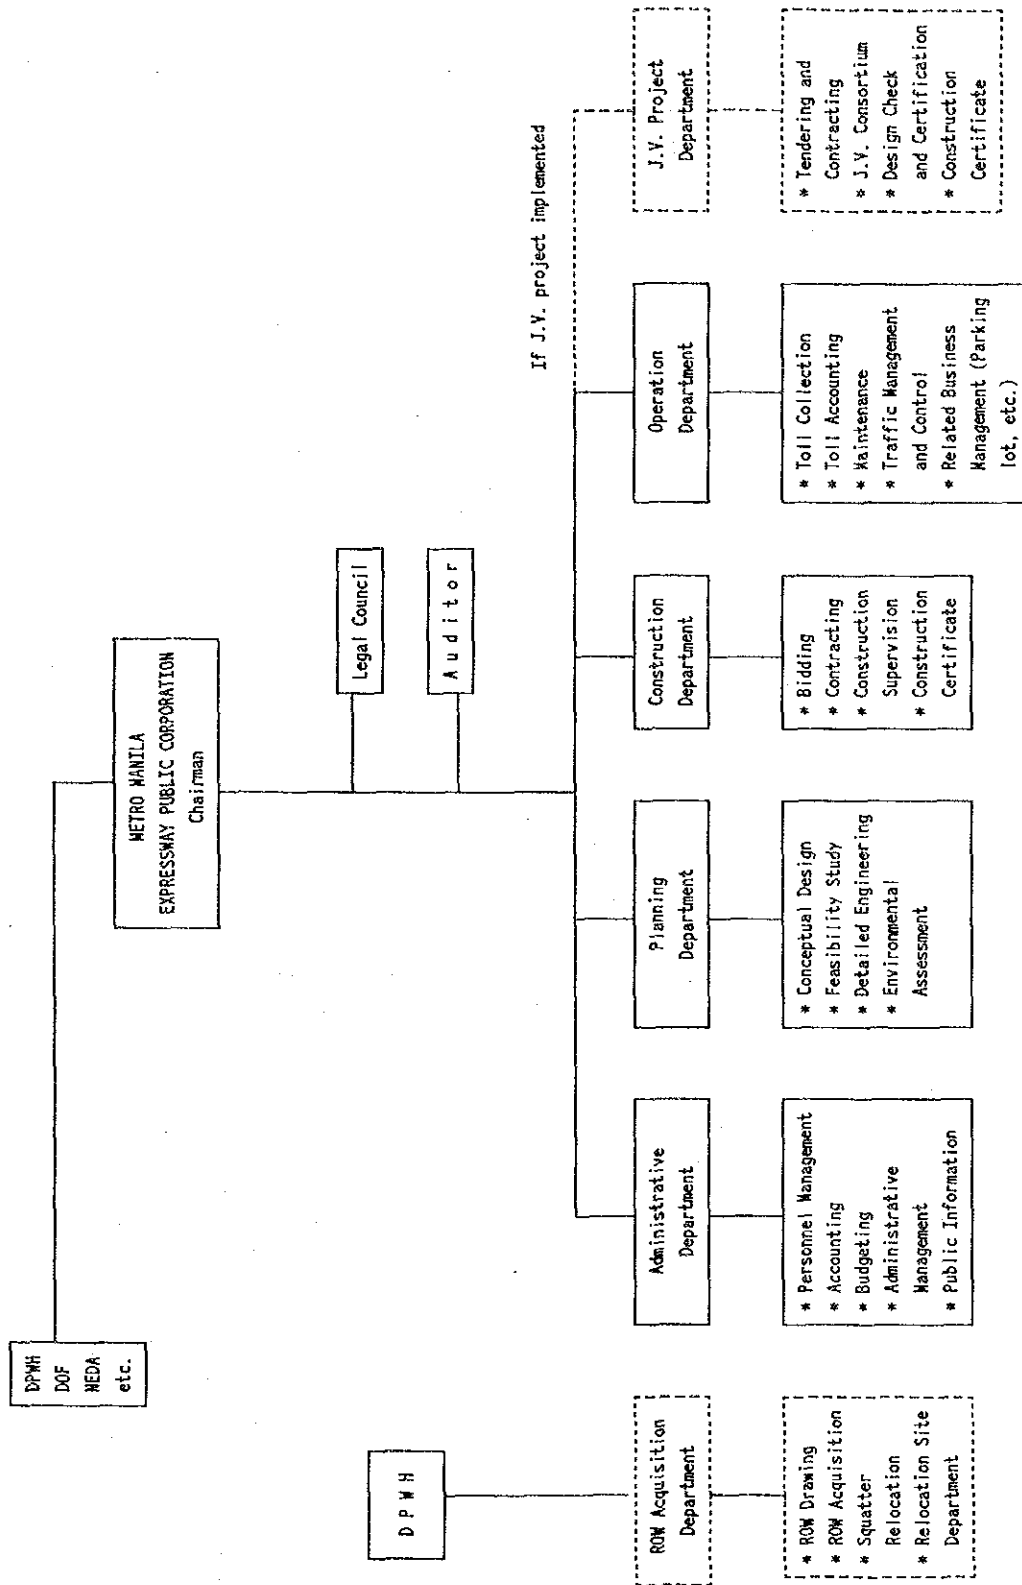 DPWH
DOF
NEDA
etc.
METRO MANILA
EXPRESSWAY PUBLIC CORPORATION
Chairman
Legal Council
Auditor
If J.V. project implemented
DPWH
ROW Acquisition
Department
Administrative
Department
Planning
Department
Construction
Department
Operation
Department
J.V. Project
Department
* ROW Drawing
* ROW Acquisition
* Squatter
Relocation
* Relocation Site
Department
* Personnel Management
* Accounting
* Budgeting
* Administrative
Management
* Public Information
* Conceptual Design
* Feasibility Study
* Detailed Engineering
* Environmental
Assessment
* Bidding
* Contracting
* Construction
Supervision
* Construction
Certificate
* Toll Collection
* Toll Accounting
* Maintenance
* Traffic Management
and Control
* Related Business
Management (Parking
lot, etc.)
* Tendering and
Contracting
* J.V. Consortium
* Design Check
and Certification
* Construction
Certificate